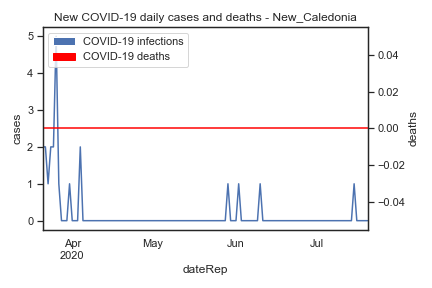 New COVID-19 daily cases and deaths - New_Caledonia
COVID-19 infections
COVID-19 deaths
5
4
3
2
1
0
cases
0.04
0.02
0.00
−0.02
−0.04
deaths
Apr
2020
May
Jun
Jul
dateRep